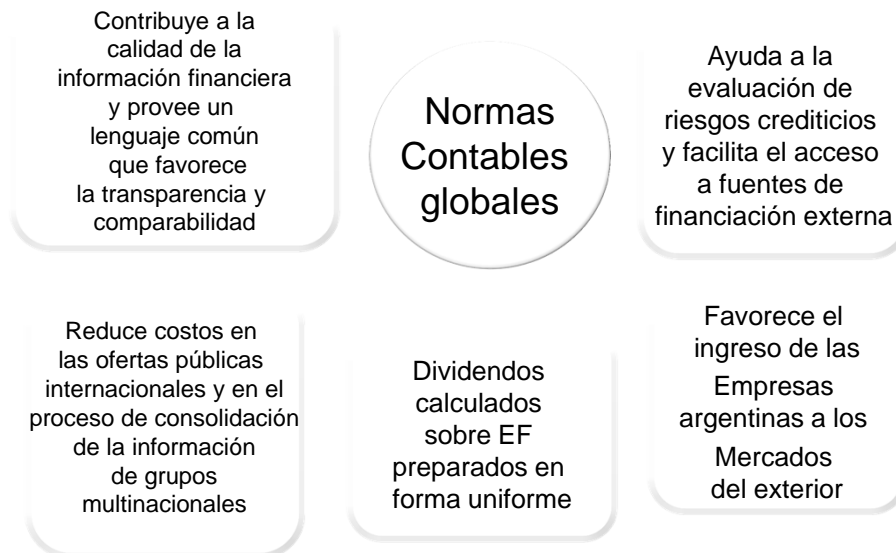 Contribuye a la
calidad de la
información financiera
y provee un
lenguaje común
que favorece
la transparencia y
comparabilidad
Normas
Contables
globales
Ayuda a la
evaluación de
riesgos crediticios
y facilita el acceso
a fuentes de
financiación externa
Reduce costos en
las ofertas públicas
internacionales y en el
proceso de consolidación
de la información
de grupos
multinacionales
Dividendos
calculados
sobre EF
preparados en
forma uniforme
Favorece el
ingreso de las
Empresas
argentinas a los
Mercados
del exterior